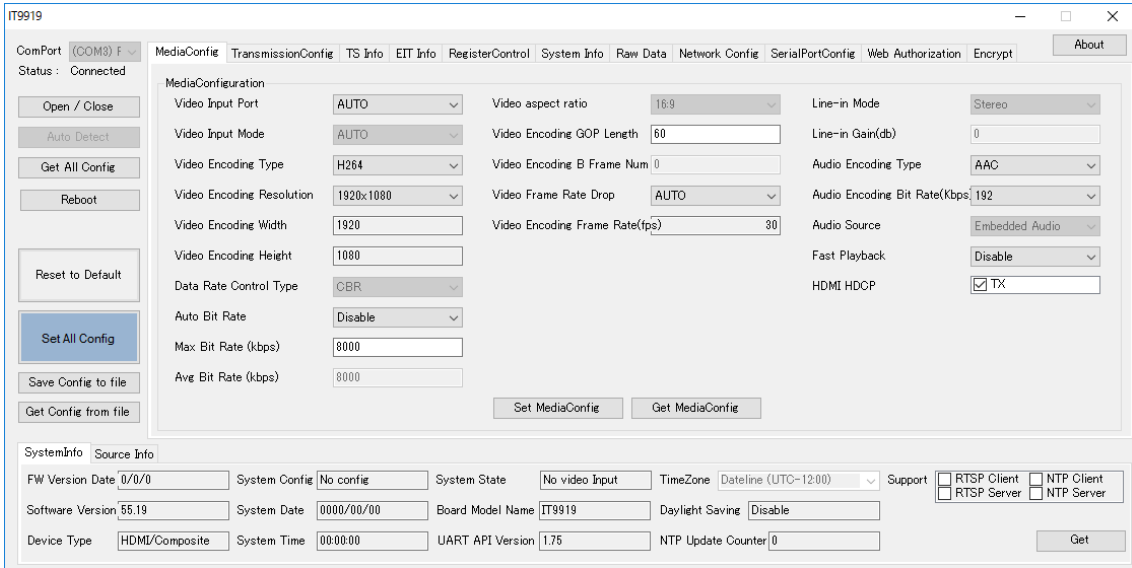 IT9919
ComPort (COM3) F
Status : Connected
Open / Close
Auto Detect
Get All Config
Reboot
Reset to Default
Set All Config
Save Config to file
Get Config from file
MediaConfig TransmissionConfig TS Info EIT Info RegisterControl System Info Raw Data Network Config SerialPortConfig Web Authorization Encrypt
About
MediaConfiguration
Video Input Port AUTO
Video Input Mode AUTO
Video Encoding Type H264
Video Encoding Resolution 1920x1080
Video Encoding Width 1920
Video Encoding Height 1080
Data Rate Control Type CBR
Auto Bit Rate Disable
Max Bit Rate (kbps) 8000
Avg Bit Rate (kbps) 8000
Video aspect ratio 16:9
Video Encoding GOP Length 60
Video Encoding B Frame Num 0
Video Frame Rate Drop AUTO
Video Encoding Frame Rate(fps) 30
Line-in Mode Stereo
Line-in Gain(db) 0
Audio Encoding Type AAC
Audio Encoding Bit Rate(Kbps) 192
Audio Source Embedded Audio
Fast Playback Disable
HDMI HDCP TX
Set MediaConfig Get MediaConfig
SystemInfo Source Info
FW Version Date 0/0/0 System Config No config System State No video Input TimeZone Dateline (UTC-12:00) Support RTSP Client NTP Client
RTSP Server NTP Server
Software Version 55.19 System Date 0000/00/00 Board Model Name IT9919 Daylight Saving Disable
Device Type HDMI/Composite System Time 00:00:00 UART API Version 1.75 NTP Update Counter 0 Get